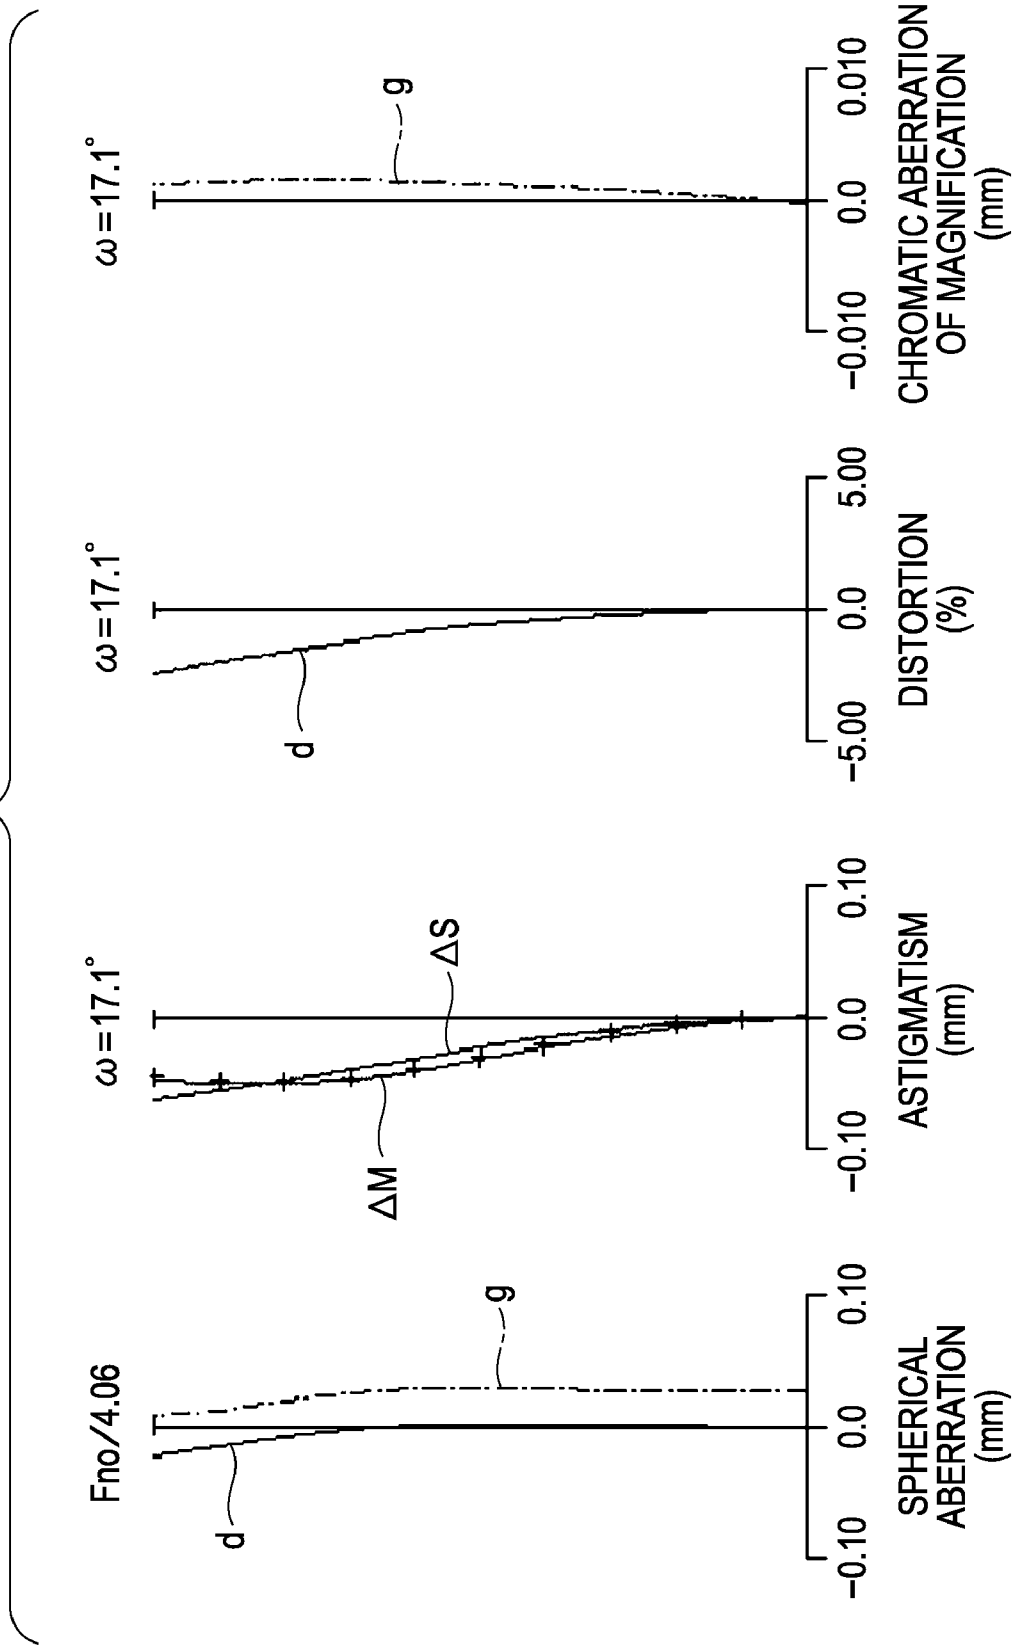 Fno/4.06
d
g
−0.10
0.0
0.10
SPHERICAL
ABERRATION
(mm)
ω=17.1°
ΔM
ΔS
−0.10
0.0
0.10
ASTIGMATISM
(mm)
ω=17.1°
d
−5.00
0.0
5.00
DISTORTION
(%)
ω=17.1°
g
−0.010
0.0
0.010
CHROMATIC ABERRATION
OF MAGNIFICATION
(mm)